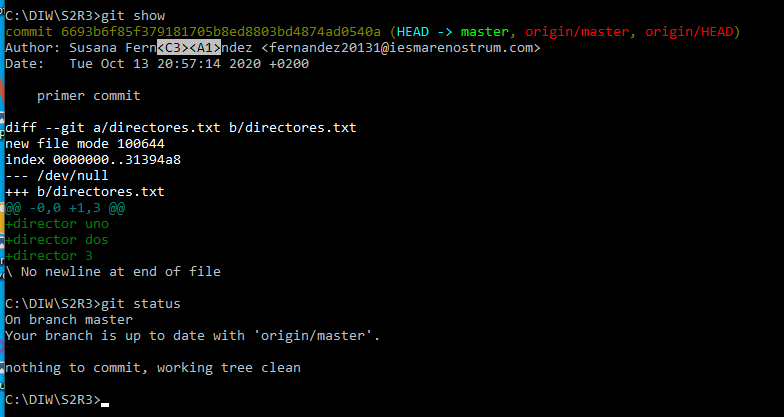 C:\DIW\S2R3>git show
commit 6693b6f85f379181705b8ed8803bd4874ad0540a (HEAD -> master, origin/master, origin/HEAD)
Author: Susana Fern<C3><A1>ndez <fernandez20131@iesmarenostrum.com>
Date:   Tue Oct 13 20:57:14 2020 +0200
    primer commit
diff --git a/directores.txt b/directores.txt
new file mode 100644
index 0000000..31394a8
--- /dev/null
+++ b/directores.txt
@@ -0,0 +1,3 @@
+director uno
+director dos
+director 3
\ No newline at end of file
C:\DIW\S2R3>git status
On branch master
Your branch is up to date with 'origin/master'.
nothing to commit, working tree clean
C:\DIW\S2R3>